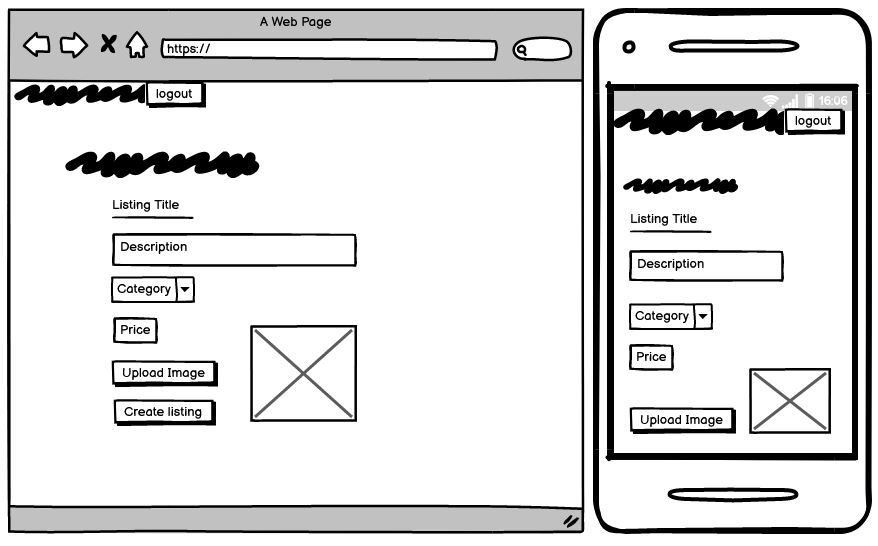 A Web Page
https://
logout
Listing Title
Description
Category
Price
Upload Image
Create listing
16:06
logout
Listing Title
Description
Category
Price
Upload Image